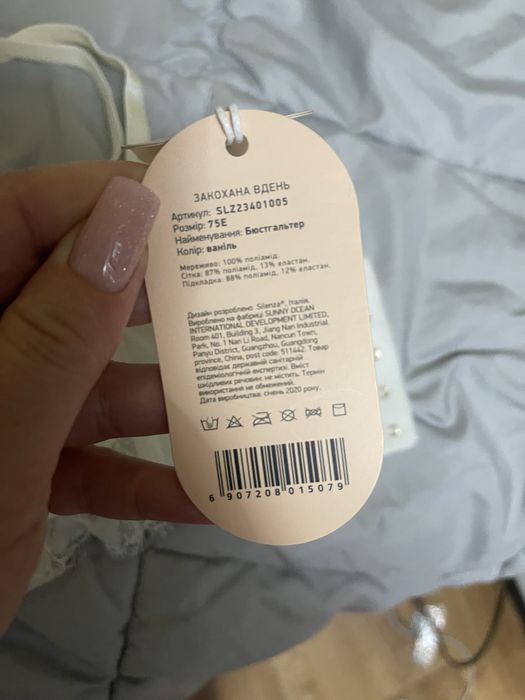 ЗАКОХАНА ВДЕНЬ
Артикул: SLZ23401005
Розмір: 75E
Найменування: Бюстгальтер
Колір: ваніль
Мереживо: 100% поліамід.
Сітка: 87% поліамід, 13% еластан.
Підкладка: 88% поліамід, 12% еластан.
Дизайн розроблено Silenza®, Італія.
Вироблено на фабриці SUNNY OCEAN
INTERNATIONAL DEVELOPMENT LIMITED,
Room 401, Building 3, Jiang Nan Industrial
Park, No. 1 Nan Li Road, Nancun Town,
Panyu District, Guangzhou, Guangdong
province, China, post code: 511442. Товар
відповідає державній санітарній
епідеміологічній експертизі. Вміст
шкідливих речовин: не містить. Термін
використання не обмежений.
Дата виробництва: січень 2020 року.
6 907208 015079